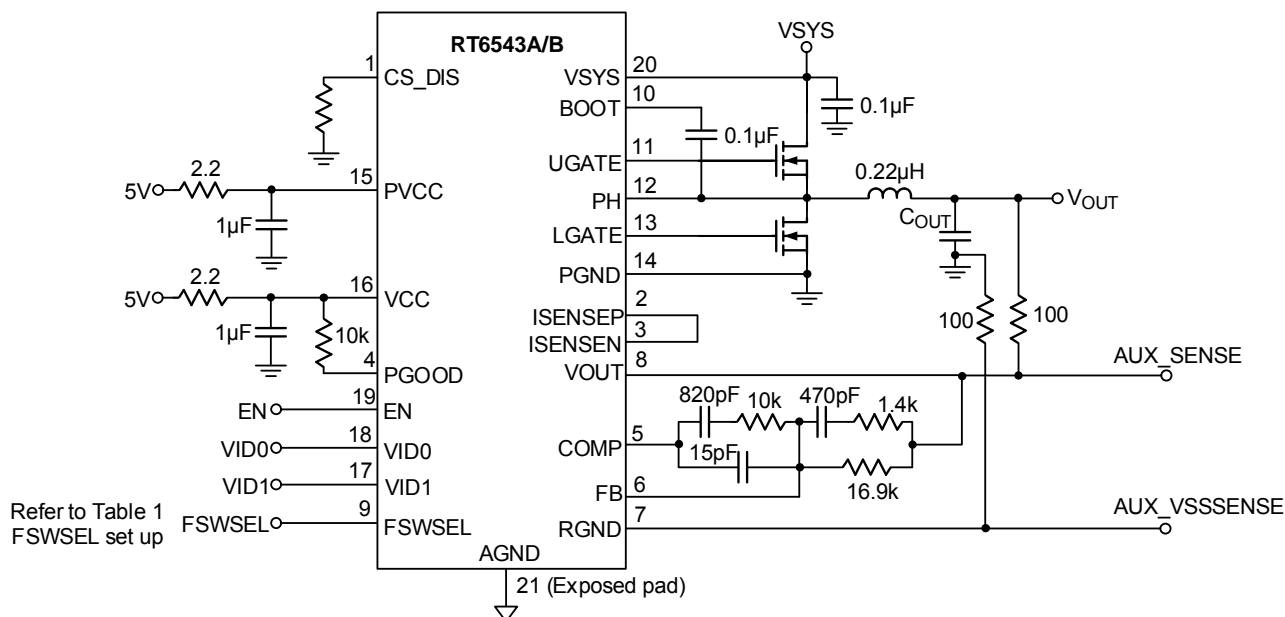 VSYS
RT6543A/B
1
CS_DIS
VSYS
20
0.1µF
BOOT
10
0.1µF
2.2
5V
15
PVCC
1µF
UGATE
11
PH
12
0.22µH
VOUT
COUT
LGATE
13
PGND
14
2.2
5V
16
VCC
1µF
10k
4
PGOOD
ISENSEP
2
ISENSEN
3
100
100
VOUT
8
AUX_SENSE
EN
19
EN
820pF
10k
470pF
1.4k
COMP
5
15pF
16.9k
VID0
18
VID0
VID1
17
VID1
FB
6
Refer to Table 1
FSWSEL set up
FSWSEL
9
FSWSEL
RGND
7
AUX_VSSSENSE
AGND
21 (Exposed pad)